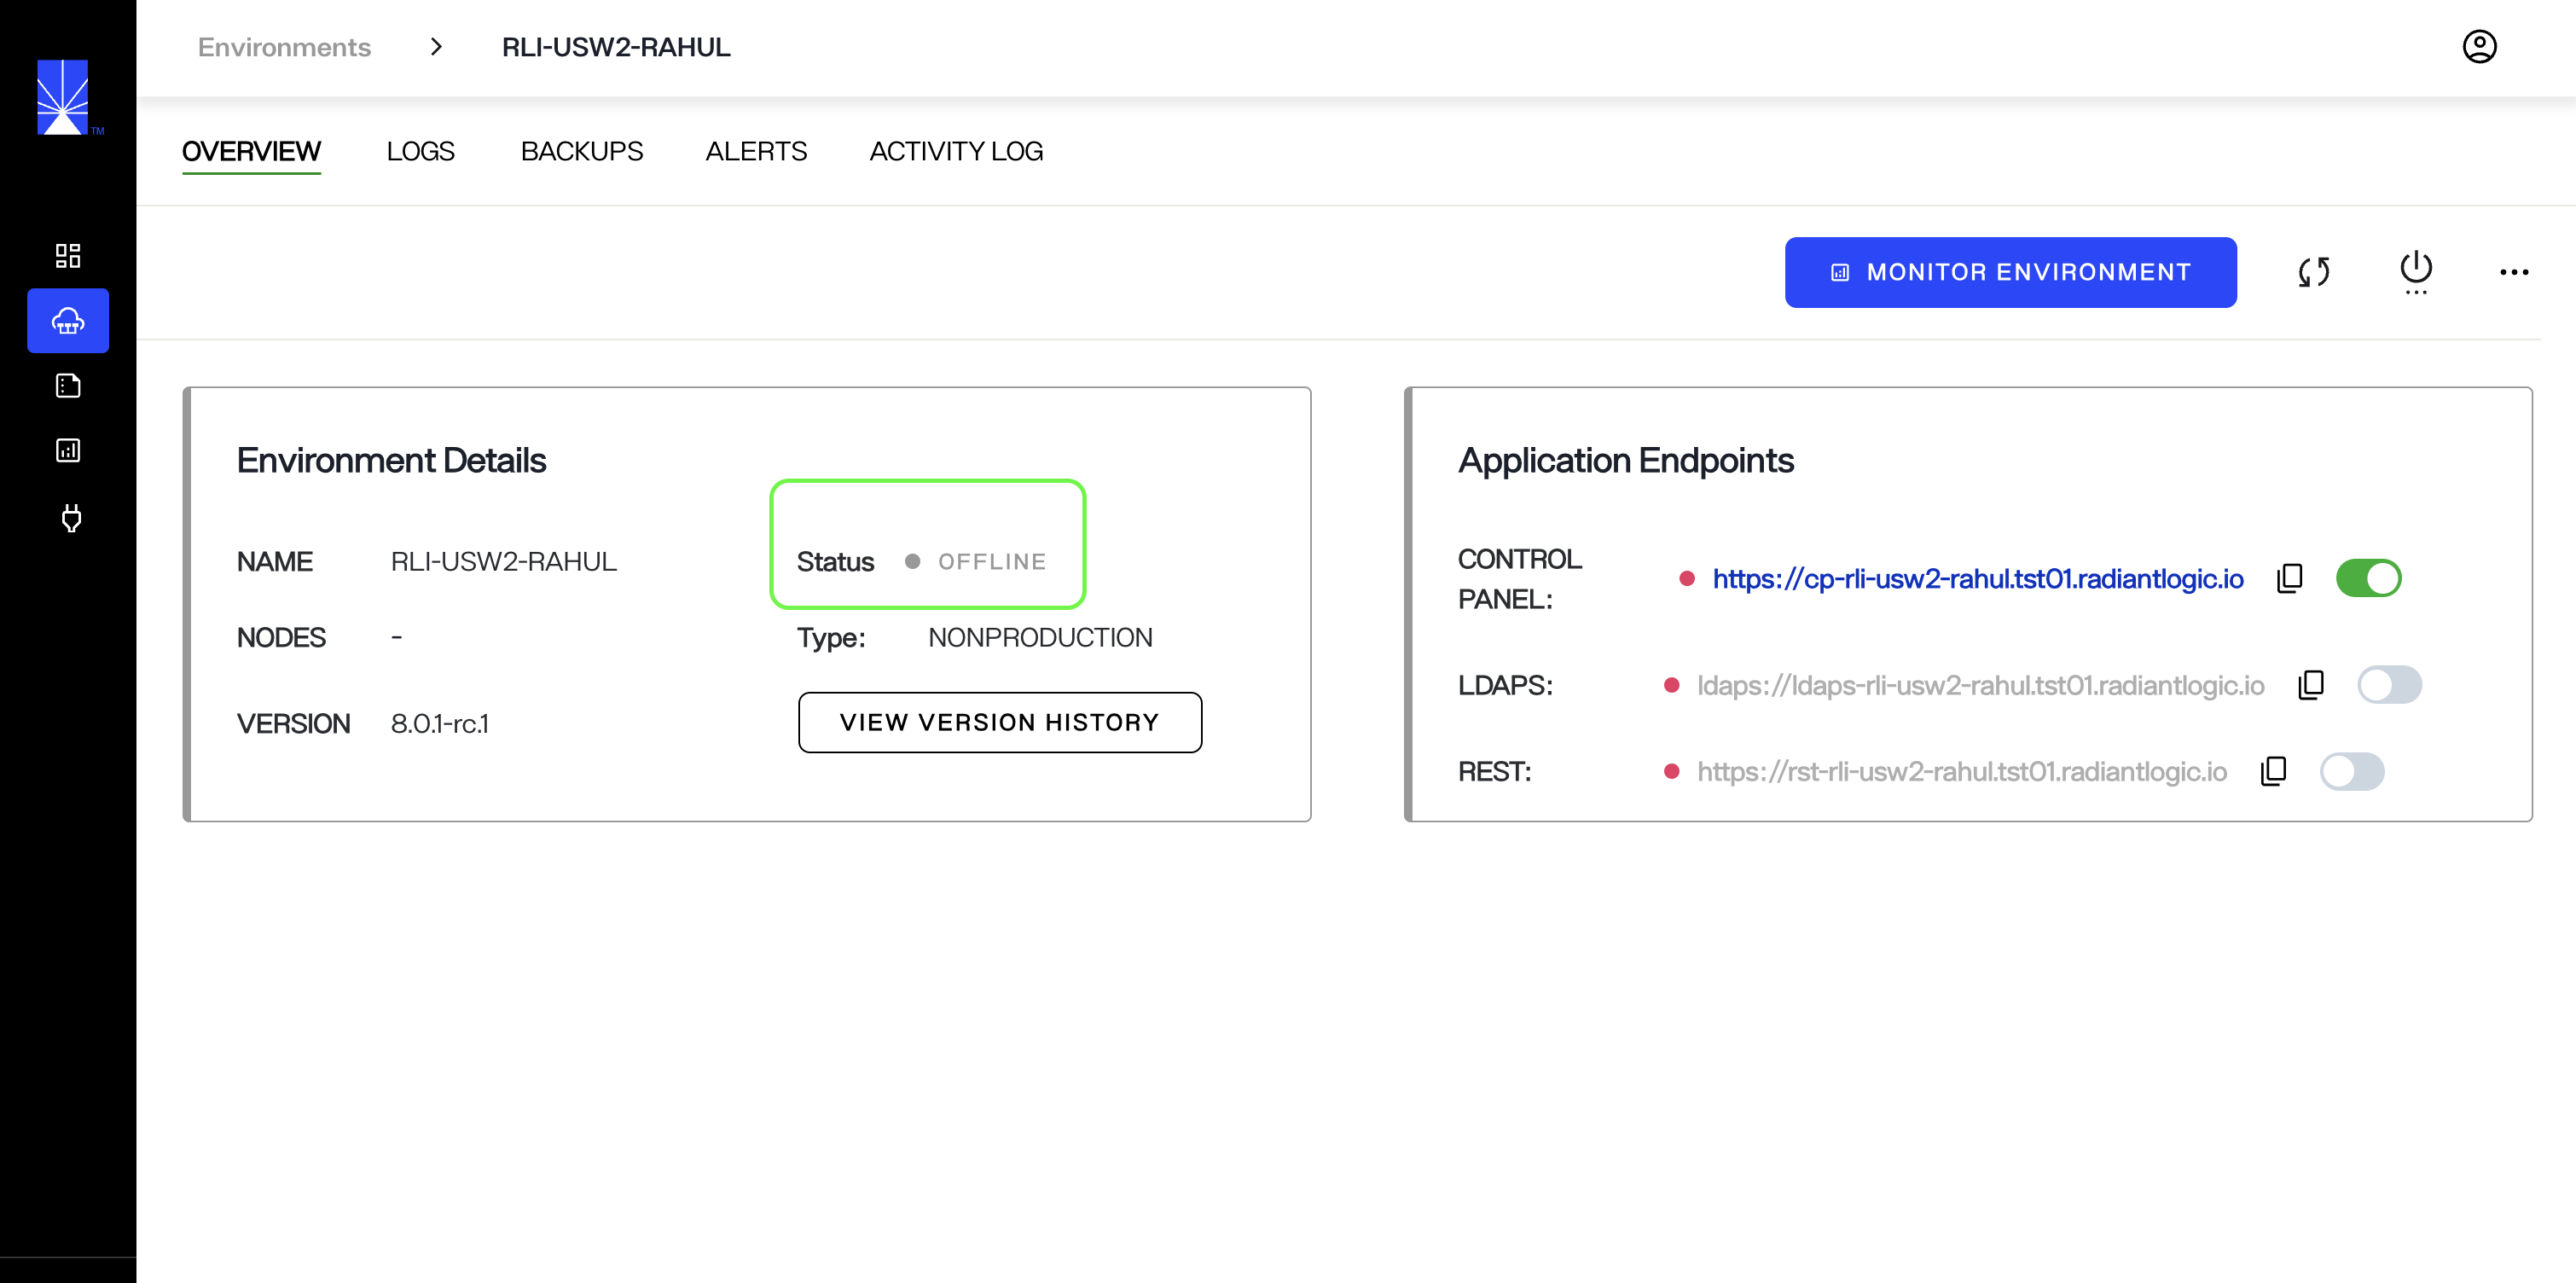 Environments > RLI-USW2-RAHUL
TM
OVERVIEW LOGS BACKUPS ALERTS ACTIVITY LOG
MONITOR ENVIRONMENT
Environment Details
NAME RLI-USW2-RAHUL Status OFFLINE
NODES - Type: NONPRODUCTION
VERSION 8.0.1-rc.1 VIEW VERSION HISTORY
Application Endpoints
CONTROL
PANEL: https://cp-rli-usw2-rahul.tst01.radiantlogic.io
LDAPS: ldaps://ldaps-rli-usw2-rahul.tst01.radiantlogic.io
REST: https://rst-rli-usw2-rahul.tst01.radiantlogic.io